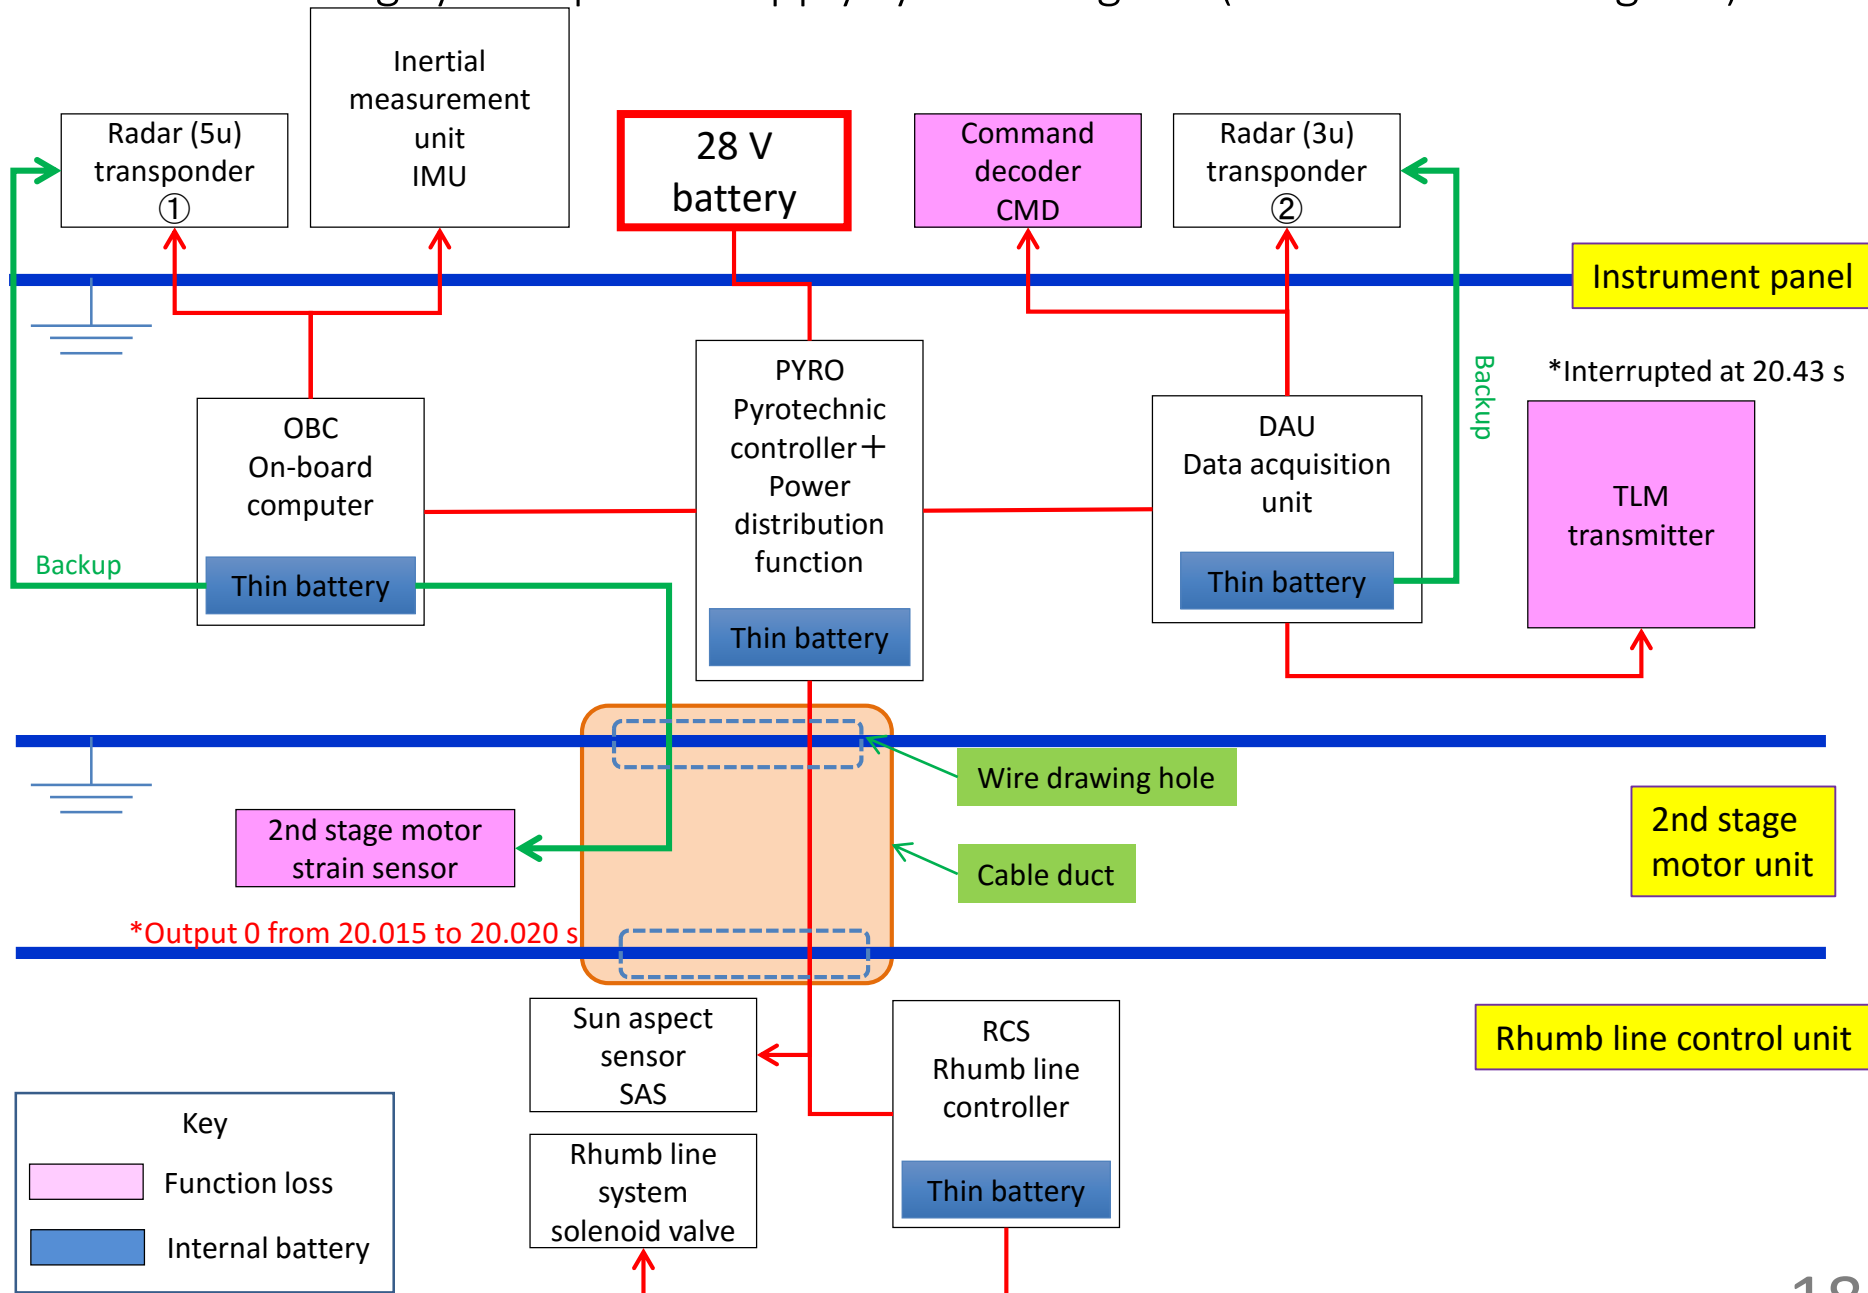 Inertial
measurement
unit
IMU
Radar (5u)
transponder
①
28 V
battery
Command
decoder
CMD
Radar (3u)
transponder
②
Instrument panel
*Interrupted at 20.43 s
Backup
PYRO
Pyrotechnic
controller＋
Power
distribution
function
Thin battery
OBC
On-board
computer
Thin battery
Backup
DAU
Data acquisition
unit
Thin battery
TLM
transmitter
Wire drawing hole
2nd stage motor
strain sensor
Cable duct
2nd stage
motor unit
*Output 0 from 20.015 to 20.020 s
Sun aspect
sensor
SAS
RCS
Rhumb line
controller
Thin battery
Rhumb line control unit
Rhumb line
system
solenoid valve
Key
Function loss
Internal battery
18